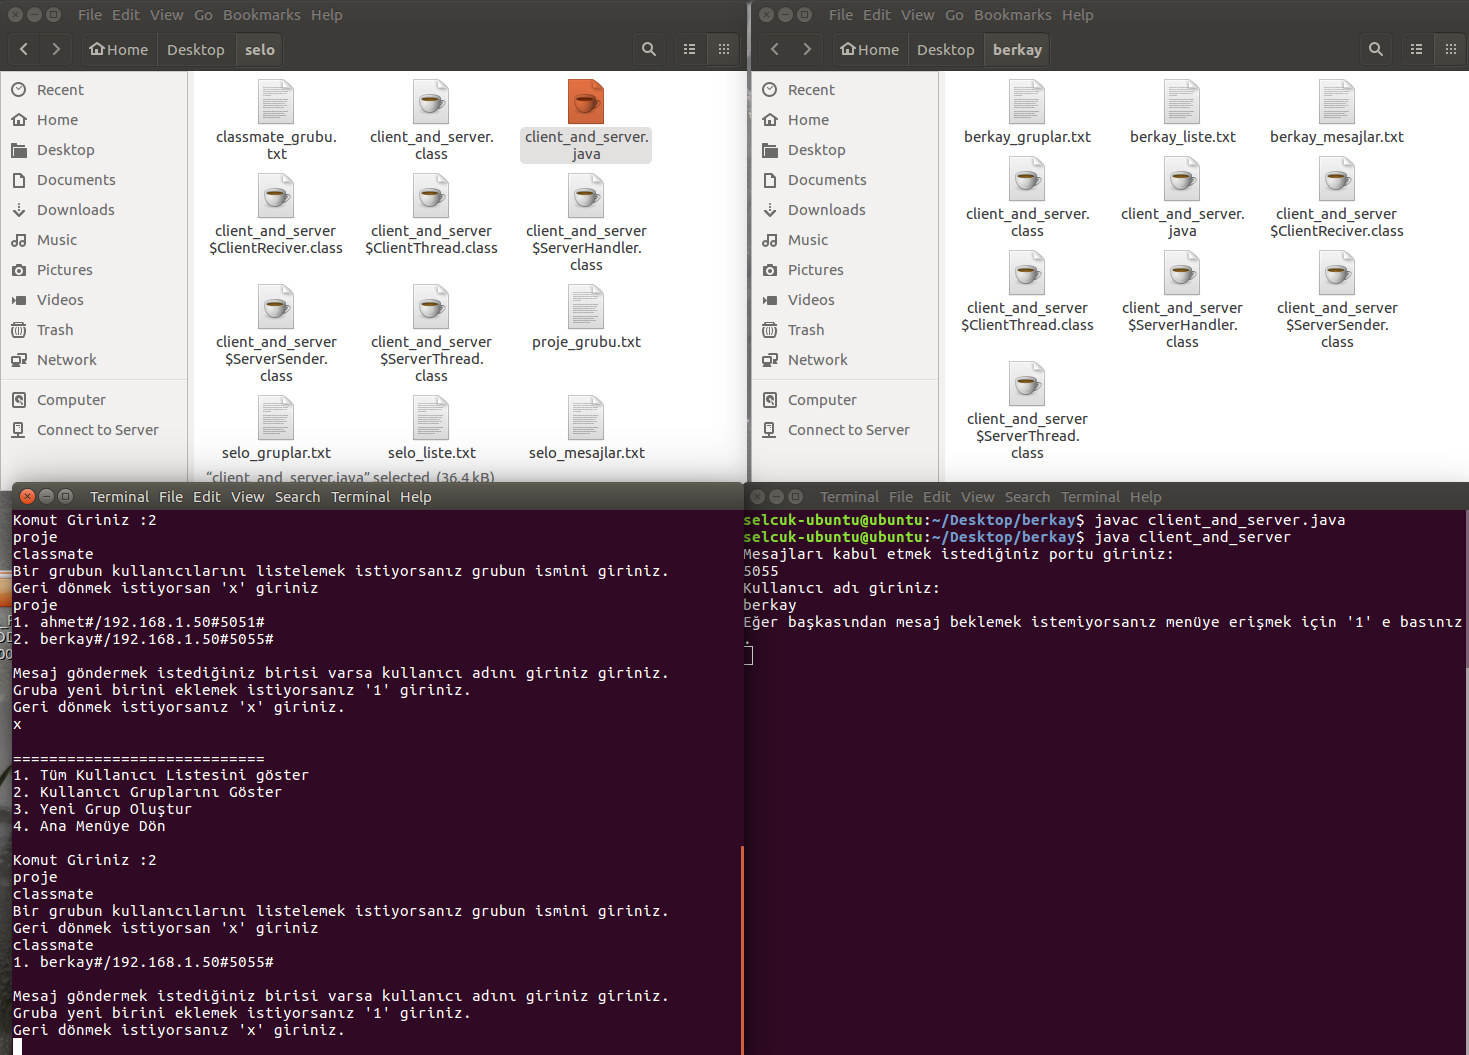 File Edit View Go Bookmarks Help
Home Desktop selo
Recent
Home
Desktop
Documents
Downloads
Music
Pictures
Videos
Trash
Network
Computer
Connect to Server
classmate_grubu.
txt
client_and_server.
class
client_and_server.
java
client_and_server
$ClientReciver.class
client_and_server
$ClientThread.class
client_and_server
$ServerHandler.
class
client_and_server
$ServerSender.
class
client_and_server
$ServerThread.
class
proje_grubu.txt
selo_gruplar.txt
selo_liste.txt
selo_mesajlar.txt
“client_and_server.java” selected (36.4 kB)
File Edit View Go Bookmarks Help
Home Desktop berkay
Recent
Home
Desktop
Documents
Downloads
Music
Pictures
Videos
Trash
Network
Computer
Connect to Server
berkay_gruplar.txt
berkay_liste.txt
berkay_mesajlar.txt
client_and_server.
class
client_and_server.
java
client_and_server
$ClientReciver.class
client_and_server
$ClientThread.class
client_and_server
$ServerHandler.
class
client_and_server
$ServerSender.
class
client_and_server
$ServerThread.
class
Terminal File Edit View Search Terminal Help
Komut Giriniz :2
proje
classmate
Bir grubun kullanıcılarını listelemek istiyorsanız grubun ismini giriniz.
Geri dönmek istiyorsan 'x' giriniz
proje
1. ahmet#/192.168.1.50#5051#
2. berkay#/192.168.1.50#5055#
Mesaj göndermek istediğiniz birisi varsa kullanıcı adını giriniz giriniz.
Gruba yeni birini eklemek istiyorsanız '1' giriniz.
Geri dönmek istiyorsanız 'x' giriniz.
x
============================
1. Tüm Kullanıcı Listesini göster
2. Kullanıcı Gruplarını Göster
3. Yeni Grup Oluştur
4. Ana Menüye Dön
Komut Giriniz :2
proje
classmate
Bir grubun kullanıcılarını listelemek istiyorsanız grubun ismini giriniz.
Geri dönmek istiyorsan 'x' giriniz
classmate
1. berkay#/192.168.1.50#5055#
Mesaj göndermek istediğiniz birisi varsa kullanıcı adını giriniz giriniz.
Gruba yeni birini eklemek istiyorsanız '1' giriniz.
Geri dönmek istiyorsanız 'x' giriniz.
Terminal File Edit View Search Terminal Help
selcuk-ubuntu@ubuntu:~/Desktop/berkay$ javac client_and_server.java
selcuk-ubuntu@ubuntu:~/Desktop/berkay$ java client_and_server
Mesajları kabul etmek istediğiniz portu giriniz:
5055
Kullanıcı adı giriniz:
berkay
Eğer başkasından mesaj beklemek istemiyorsanız menüye erişmek için '1' e basınız
.